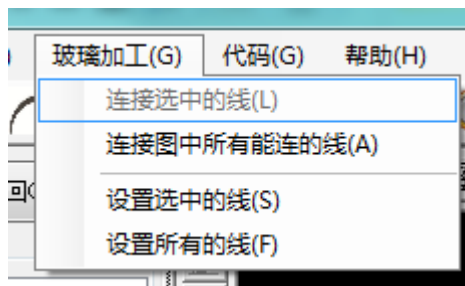 玻璃加工(G) 代码(G) 帮助(H)
连接选中的线(L)
连接图中所有能连的线(A)
设置选中的线(S)
设置所有的线(F)